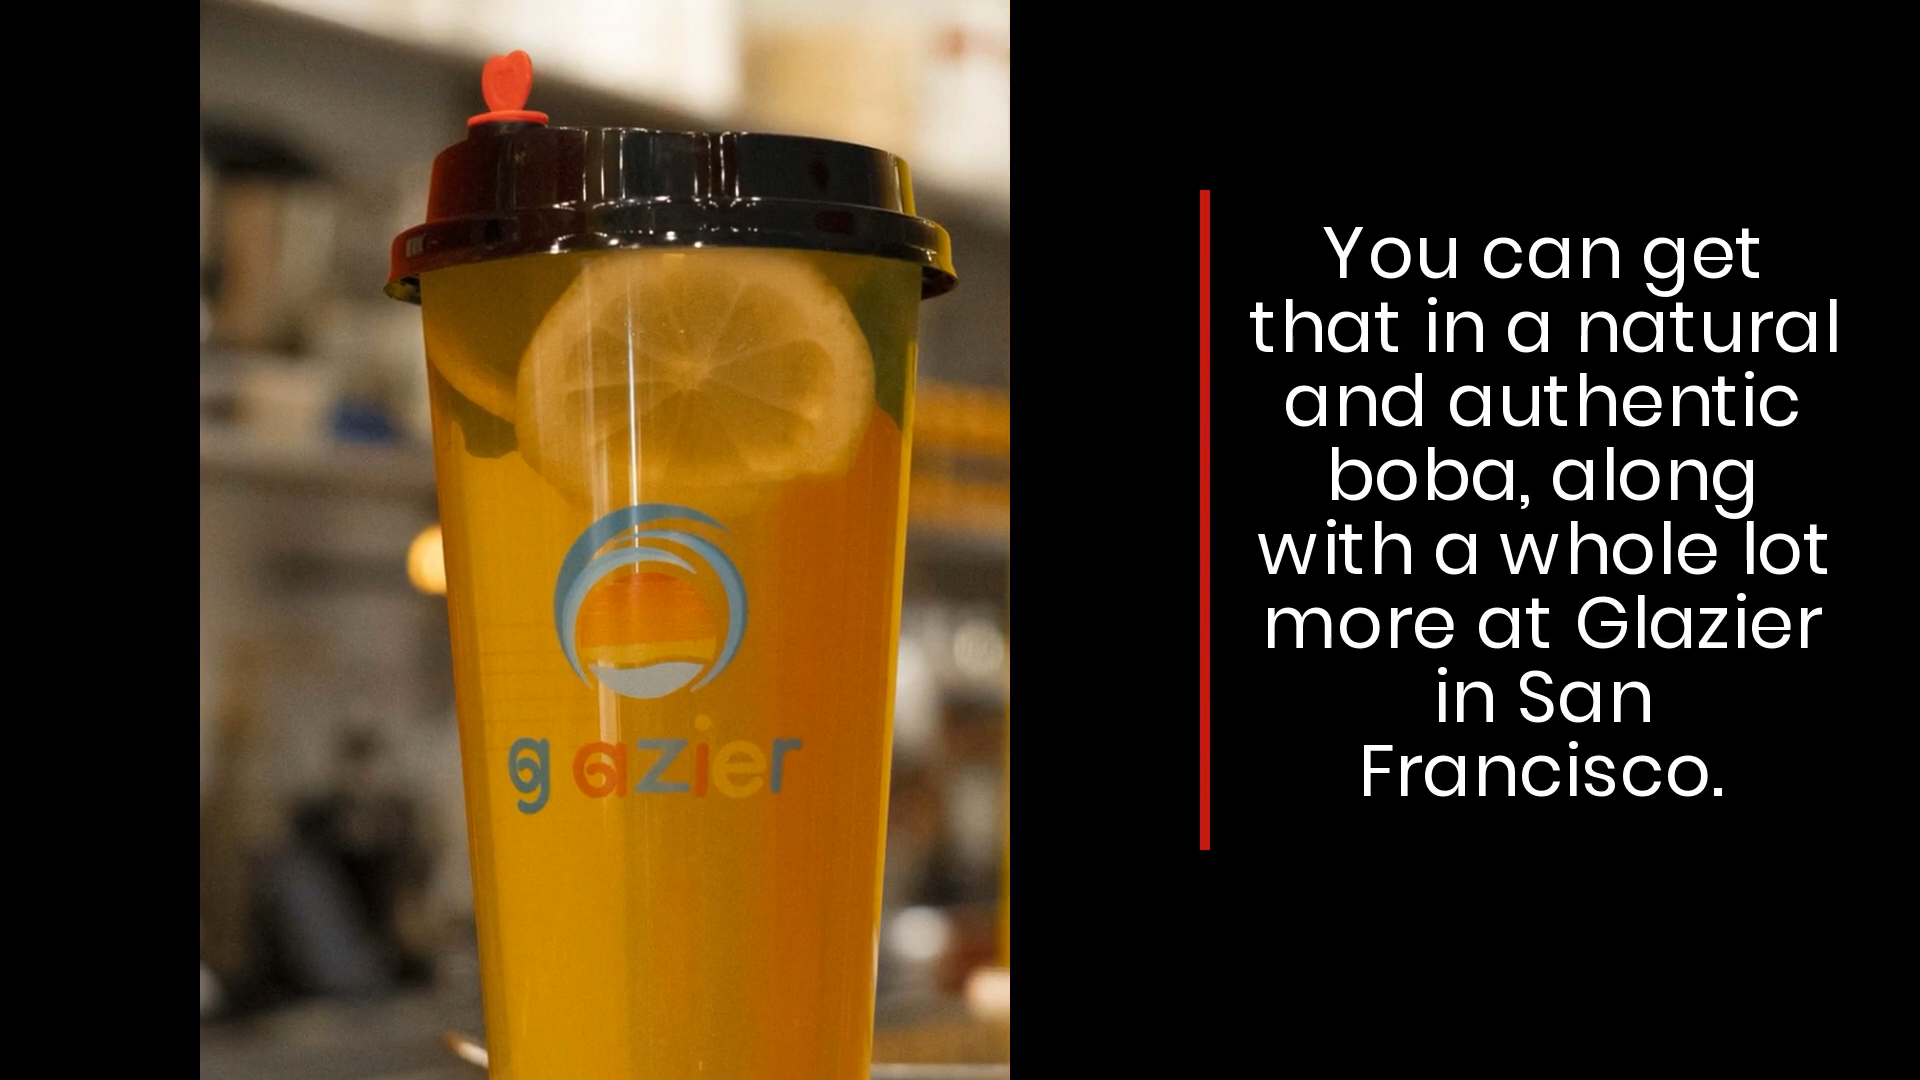 g azier
You can get
that in a natural
and authentic
boba, along
with a whole lot
more at Glazier
in San
Francisco.